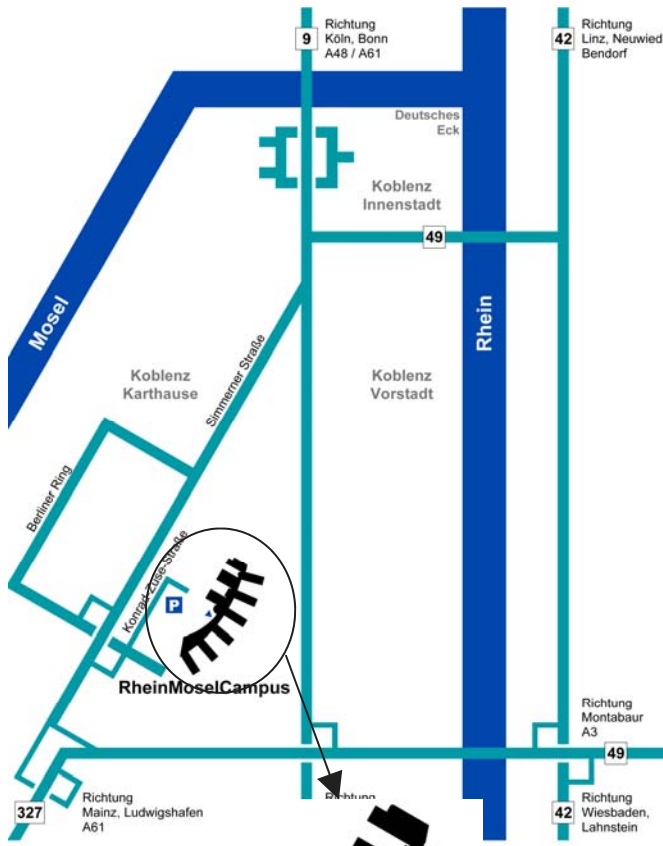 9
Richtung
Köln, Bonn
A48 / A61
42
Richtung
Linz, Neuwied
Bendorf
Deutsches
Eck
Koblenz
Innenstadt
49
Mosel
Rhein
Simmerner Straße
Koblenz
Karthause
Koblenz
Vorstadt
Berliner Ring
Konrad-Zuse-Straße
P
RheinMoselCampus
Richtung
Montabaur
A3
49
327
Richtung
Mainz, Ludwigshafen
A61
Richtung
42
Richtung
Wiesbaden,
Lahnstein